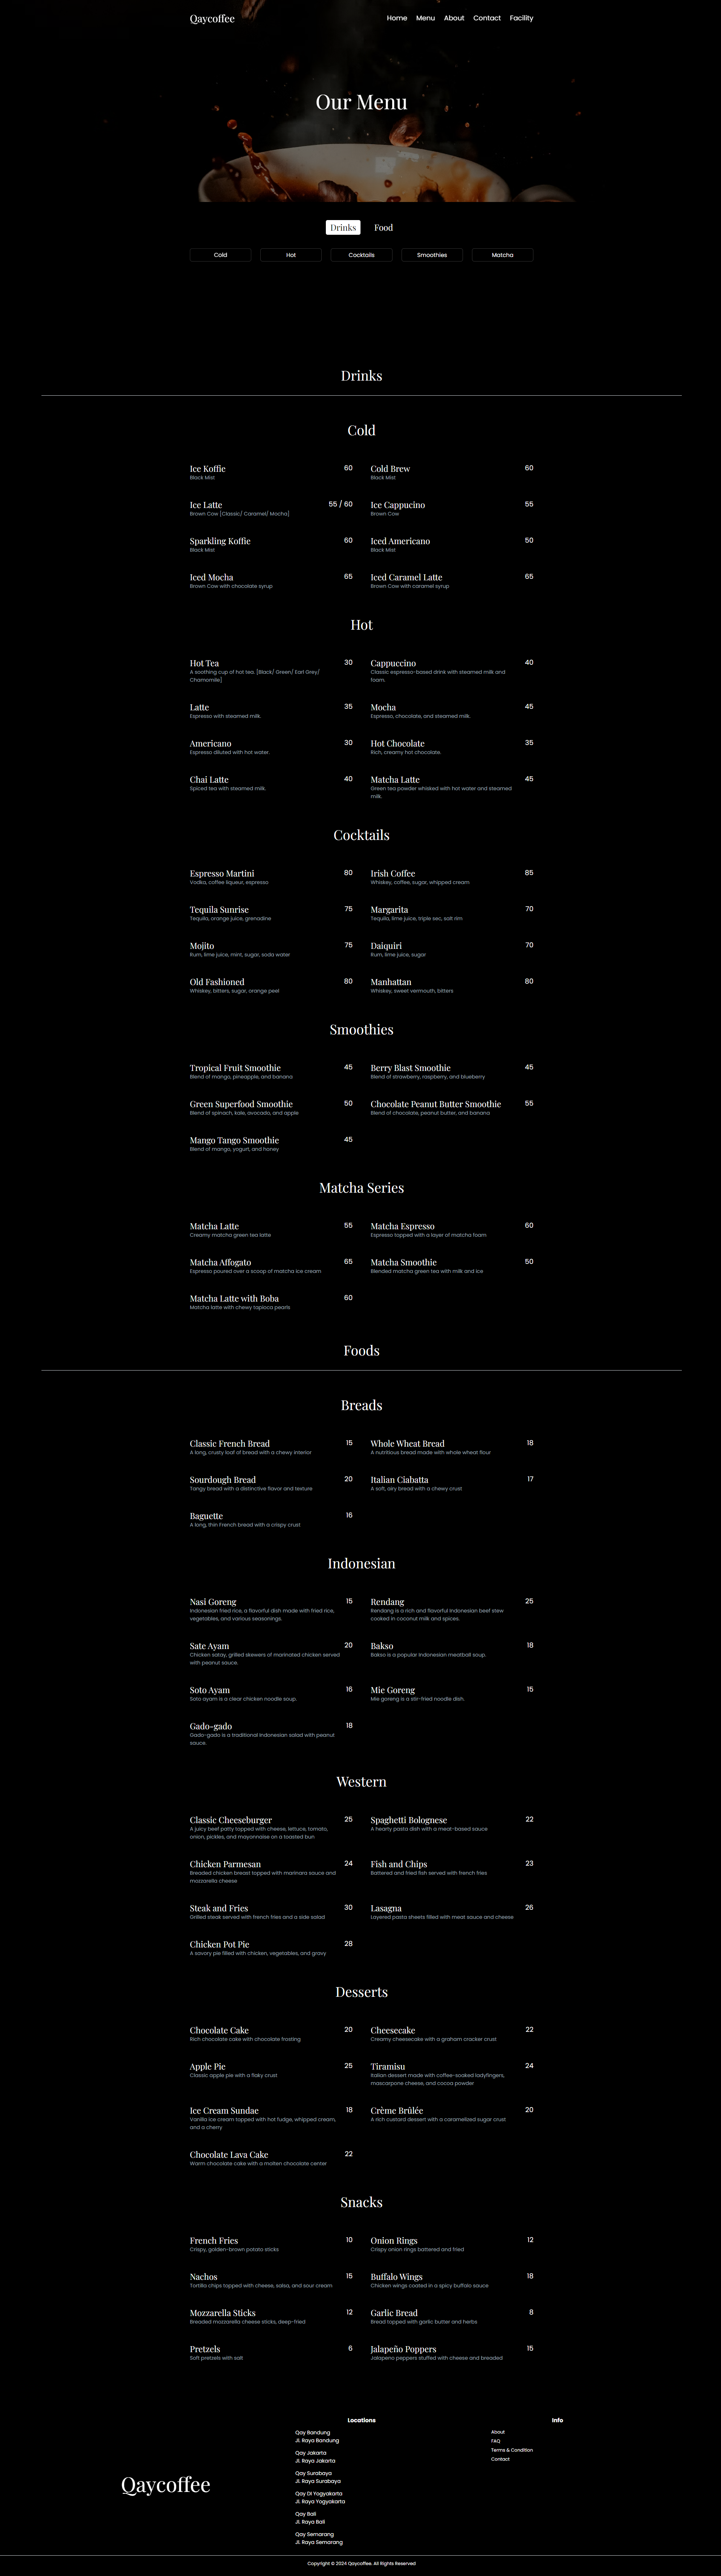 Qaycoffee
Home Menu About Contact Facility
Our Menu
Drinks Food
Cold Hot Cocktails Smoothies Matcha
Drinks
Cold
Ice Koffie 60
Black Mist
Cold Brew 60
Black Mist
Ice Latte 55 / 60
Brown Cow [Classic/ Caramel/ Mocha]
Ice Cappucino 55
Brown Cow
Sparkling Koffie 60
Black Mist
Iced Americano 50
Black Mist
Iced Mocha 65
Brown Cow with chocolate syrup
Iced Caramel Latte 65
Brown Cow with caramel syrup
Hot
Hot Tea 30
A soothing cup of hot tea. [Black/ Green/ Earl Grey/
Chamomile]
Cappuccino 40
Classic espresso-based drink with steamed milk and
foam.
Latte 35
Espresso with steamed milk.
Mocha 45
Espresso, chocolate, and steamed milk.
Americano 30
Espresso diluted with hot water.
Hot Chocolate 35
Rich, creamy hot chocolate.
Chai Latte 40
Spiced tea with steamed milk.
Matcha Latte 45
Green tea powder whisked with hot water and steamed
milk.
Cocktails
Espresso Martini 80
Vodka, coffee liqueur, espresso
Irish Coffee 85
Whiskey, coffee, sugar, whipped cream
Tequila Sunrise 75
Tequila, orange juice, grenadine
Margarita 70
Tequila, lime juice, triple sec, salt rim
Mojito 75
Rum, lime juice, mint, sugar, soda water
Daiquiri 70
Rum, lime juice, sugar
Old Fashioned 80
Whiskey, bitters, sugar, orange peel
Manhattan 80
Whiskey, sweet vermouth, bitters
Smoothies
Tropical Fruit Smoothie 45
Blend of mango, pineapple, and banana
Berry Blast Smoothie 45
Blend of strawberry, raspberry, and blueberry
Green Superfood Smoothie 50
Blend of spinach, kale, avocado, and apple
Chocolate Peanut Butter Smoothie 55
Blend of chocolate, peanut butter, and banana
Mango Tango Smoothie 45
Blend of mango, yogurt, and honey
Matcha Series
Matcha Latte 55
Creamy matcha green tea latte
Matcha Espresso 60
Espresso topped with a layer of matcha foam
Matcha Affogato 65
Espresso poured over a scoop of matcha ice cream
Matcha Smoothie 50
Blended matcha green tea with milk and ice
Matcha Latte with Boba 60
Matcha latte with chewy tapioca pearls
Foods
Breads
Classic French Bread 15
A long, crusty loaf of bread with a chewy interior
Whole Wheat Bread 18
A nutritious bread made with whole wheat flour
Sourdough Bread 20
Tangy bread with a distinctive flavor and texture
Italian Ciabatta 17
A soft, airy bread with a chewy crust
Baguette 16
A long, thin French bread with a crispy crust
Indonesian
Nasi Goreng 15
Indonesian fried rice, a flavorful dish made with fried rice,
vegetables, and various seasonings.
Rendang 25
Rendang is a rich and flavorful Indonesian beef stew
cooked in coconut milk and spices.
Sate Ayam 20
Chicken satay, grilled skewers of marinated chicken served
with peanut sauce.
Bakso 18
Bakso is a popular Indonesian meatball soup.
Soto Ayam 16
Soto ayam is a clear chicken noodle soup.
Mie Goreng 15
Mie goreng is a stir-fried noodle dish.
Gado-gado 18
Gado-gado is a traditional Indonesian salad with peanut
sauce.
Western
Classic Cheeseburger 25
A juicy beef patty topped with cheese, lettuce, tomato,
onion, pickles, and mayonnaise on a toasted bun
Spaghetti Bolognese 22
A hearty pasta dish with a meat-based sauce
Chicken Parmesan 24
Breaded chicken breast topped with marinara sauce and
mozzarella cheese
Fish and Chips 23
Battered and fried fish served with french fries
Steak and Fries 30
Grilled steak served with french fries and a side salad
Lasagna 26
Layered pasta sheets filled with meat sauce and cheese
Chicken Pot Pie 28
A savory pie filled with chicken, vegetables, and gravy
Desserts
Chocolate Cake 20
Rich chocolate cake with chocolate frosting
Cheesecake 22
Creamy cheesecake with a graham cracker crust
Apple Pie 25
Classic apple pie with a flaky crust
Tiramisu 24
Italian dessert made with coffee-soaked ladyfingers,
mascarpone cheese, and cocoa powder
Ice Cream Sundae 18
Vanilla ice cream topped with hot fudge, whipped cream,
and a cherry
Crème Brûlée 20
A rich custard dessert with a caramelized sugar crust
Chocolate Lava Cake 22
Warm chocolate cake with a molten chocolate center
Snacks
French Fries 10
Crispy, golden-brown potato sticks
Onion Rings 12
Crispy onion rings battered and fried
Nachos 15
Tortilla chips topped with cheese, salsa, and sour cream
Buffalo Wings 18
Chicken wings coated in a spicy buffalo sauce
Mozzarella Sticks 12
Breaded mozzarella cheese sticks, deep-fried
Garlic Bread 8
Bread topped with garlic butter and herbs.
Pretzels 6
Soft pretzels with salt
Jalapeño Poppers 15
Jalapeno peppers stuffed with cheese and breaded
Qaycoffee
Locations
Qay Bandung
Jl. Raya Bandung
Qay Jakarta
Jl. Raya Jakarta
Qay Surabaya
Jl. Raya Surabaya
Qay DI Yogyakarta
Jl. Raya Yogyakarta
Qay Bali
Jl. Raya Bali
Qay Semarang
Jl. Raya Semarang
Info
About
FAQ
Terms & Condition
Contact
Copyright © 2024 Qaycoffee. All Rights Reserved